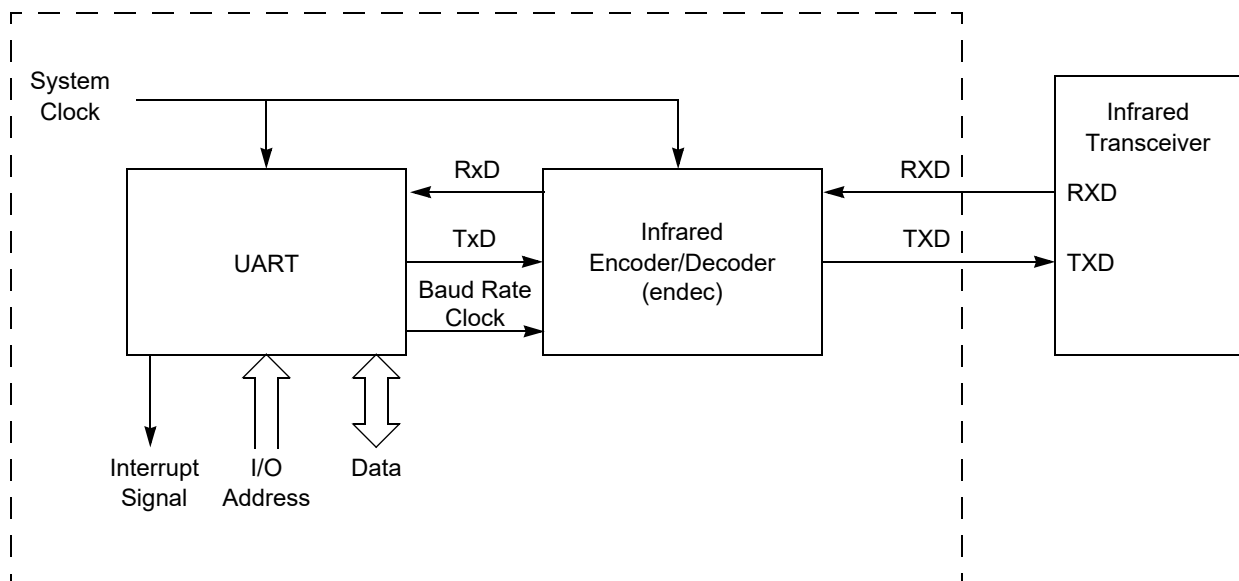 System
Clock
Infrared
Transceiver
RxD
RXD
RXD
TxD
Infrared
Encoder/Decoder
(endec)
UART
TXD
TXD
Baud Rate
Clock
Interrupt
Signal
I/O
Address
Data